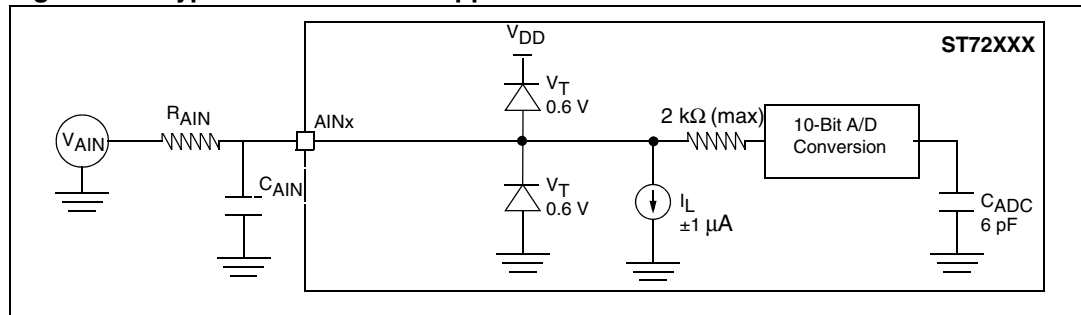 V_DD
ST72XXX
V_T
0.6 V
R_AIN
AINx
2 kΩ (max)
10-Bit A/D
Conversion
V_AIN
C_AIN
V_T
0.6 V
I_L
±1 μA
C_ADC
6 pF